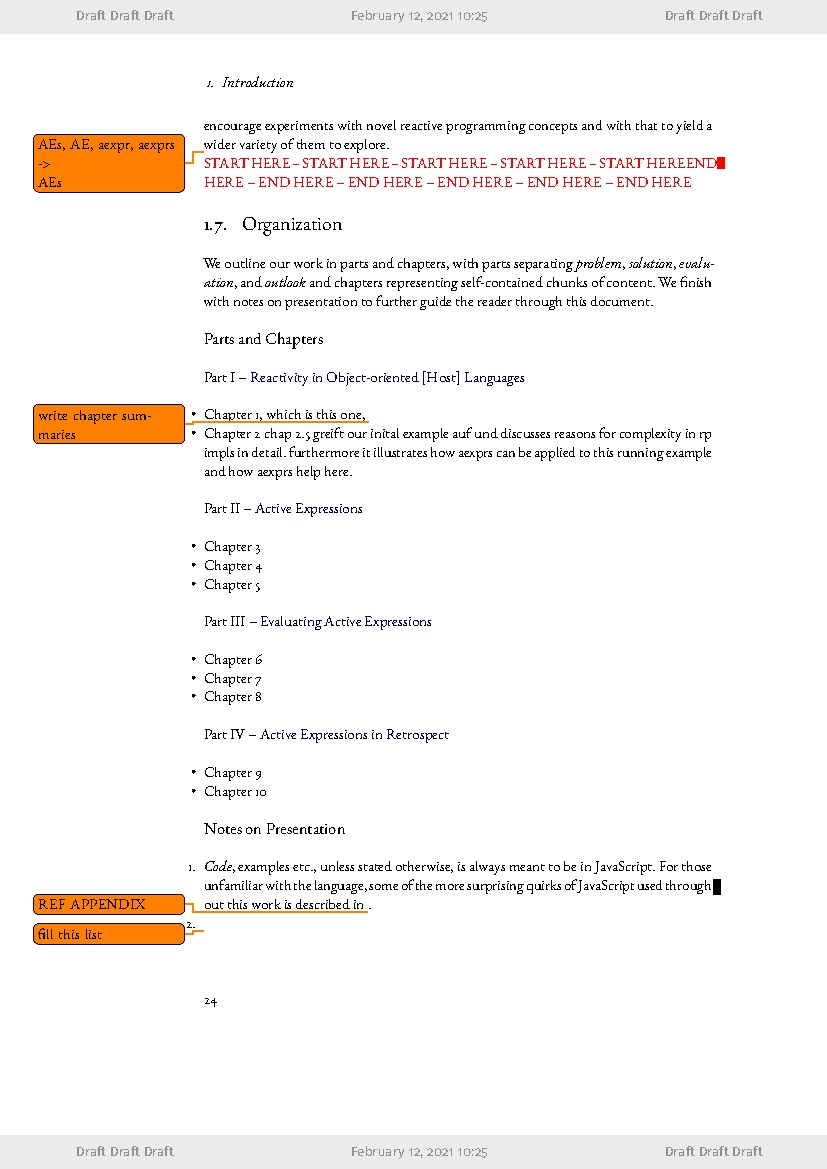 Draft Draft Draft February 12, 2021 10:25 Draft Draft Draft
1. Introduction
encourage experiments with novel reactive programming concepts and with that to yield a
wider variety of them to explore.
AEs, AE, aexpr, aexprs
->
AEs
START HERE – START HERE – START HERE – START HERE – START HEREEND
HERE – END HERE – END HERE – END HERE – END HERE – END HERE
1.7. Organization
We outline our work in parts and chapters, with parts separating problem, solution, evalu-
ation, and outlook and chapters representing self-contained chunks of content. We finish
with notes on presentation to further guide the reader through this document.
Parts and Chapters
Part I – Reactivity in Object-oriented [Host] Languages
write chapter sum-
maries
• Chapter 1, which is this one,
• Chapter 2 chap 2.5 greift our inital example auf und discusses reasons for complexity in rp
impls in detail. furthermore it illustrates how aexprs can be applied to this running example
and how aexprs help here.
Part II – Active Expressions
• Chapter 3
• Chapter 4
• Chapter 5
Part III – Evaluating Active Expressions
• Chapter 6
• Chapter 7
• Chapter 8
Part IV – Active Expressions in Retrospect
• Chapter 9
• Chapter 10
Notes on Presentation
1. Code, examples etc., unless stated otherwise, is always meant to be in JavaScript. For those
unfamiliar with the language, some of the more surprising quirks of JavaScript used through
out this work is described in .
REF APPENDIX
2.
fill this list
24
Draft Draft Draft February 12, 2021 10:25 Draft Draft Draft